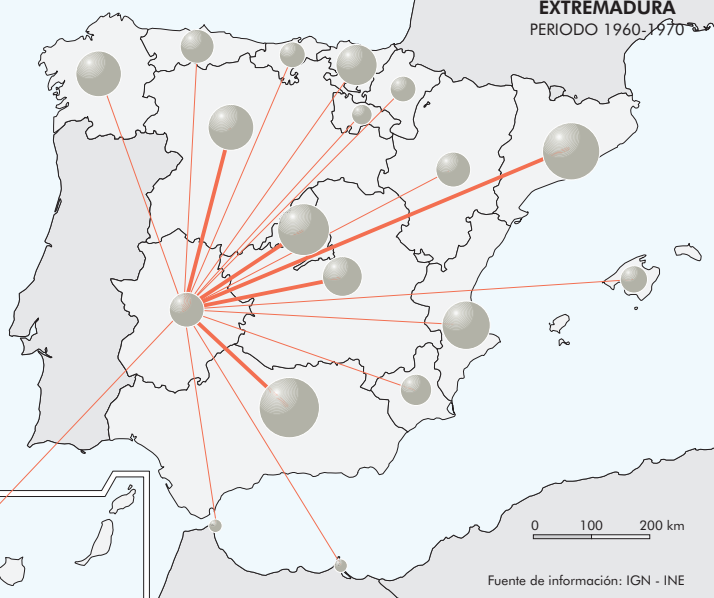 EXTREMADURA
PERIODO 1960-1970
0 100 200 km
Fuente de información: IGN - INE